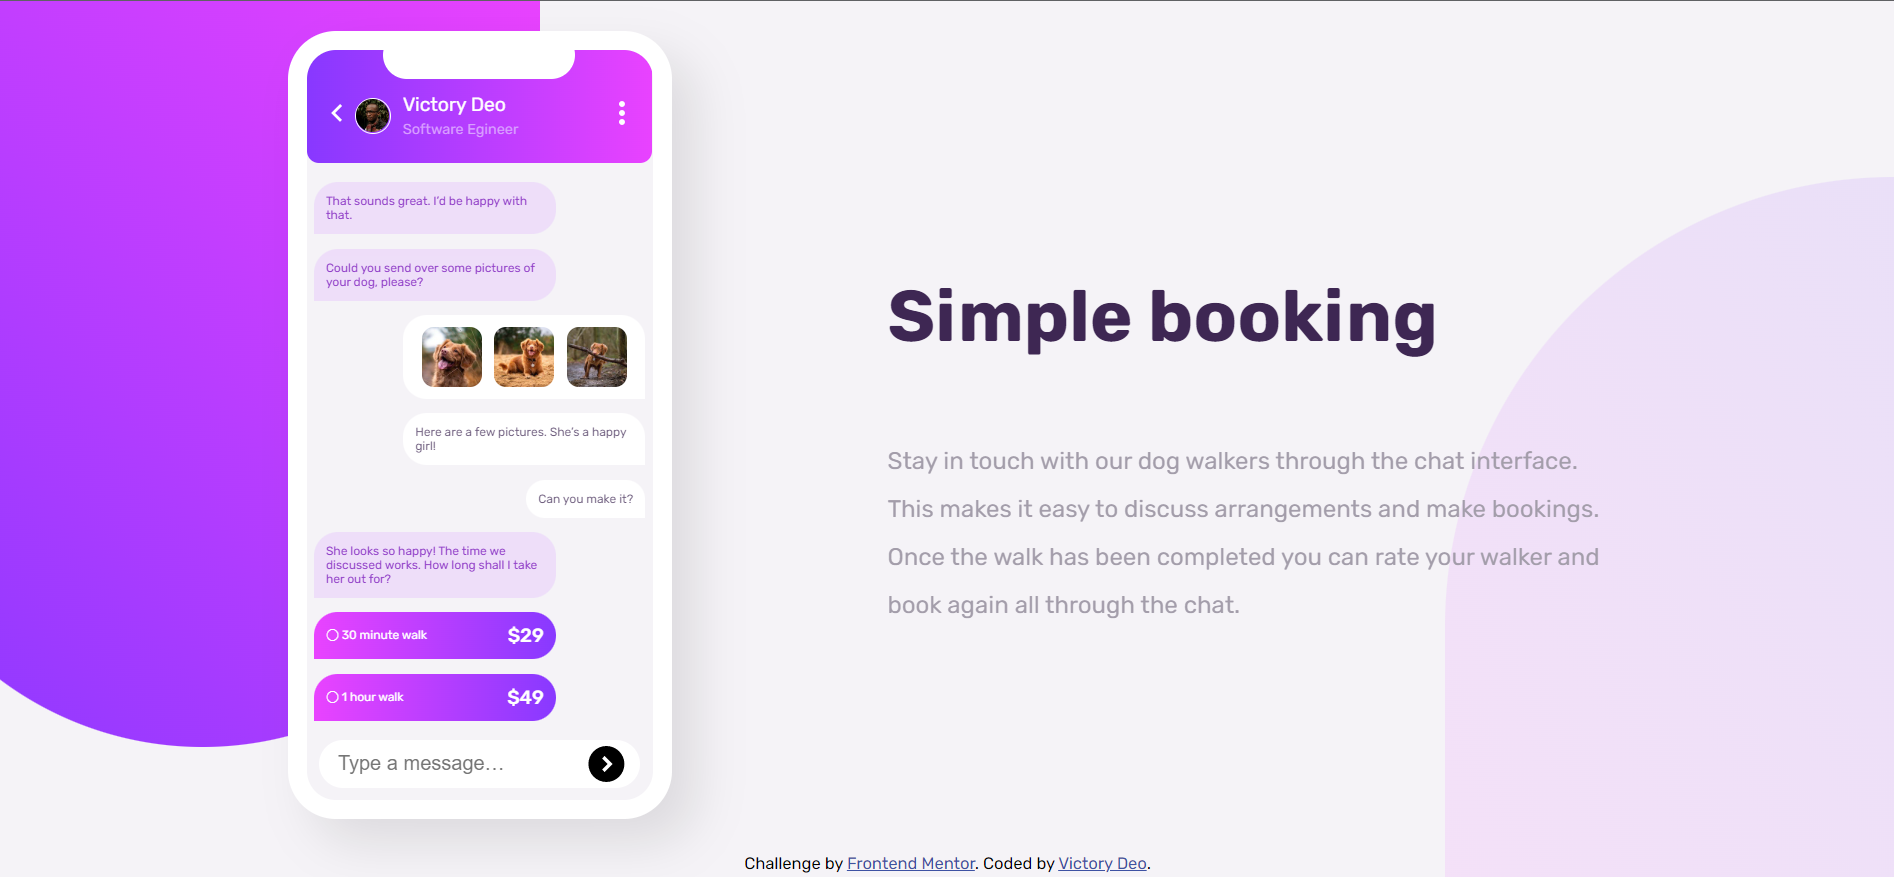 Victory Deo
Software Egineer
That sounds great. I'd be happy with
that.
Could you send over some pictures of
your dog, please?
Here are a few pictures. She's a happy
girl!
Can you make it?
She looks so happy! The time we
discussed works. How long shall I take
her out for?
30 minute walk $29
1 hour walk $49
Type a message…
Simple booking
Stay in touch with our dog walkers through the chat interface.
This makes it easy to discuss arrangements and make bookings.
Once the walk has been completed you can rate your walker and
book again all through the chat.
Challenge by Frontend Mentor. Coded by Victory Deo.